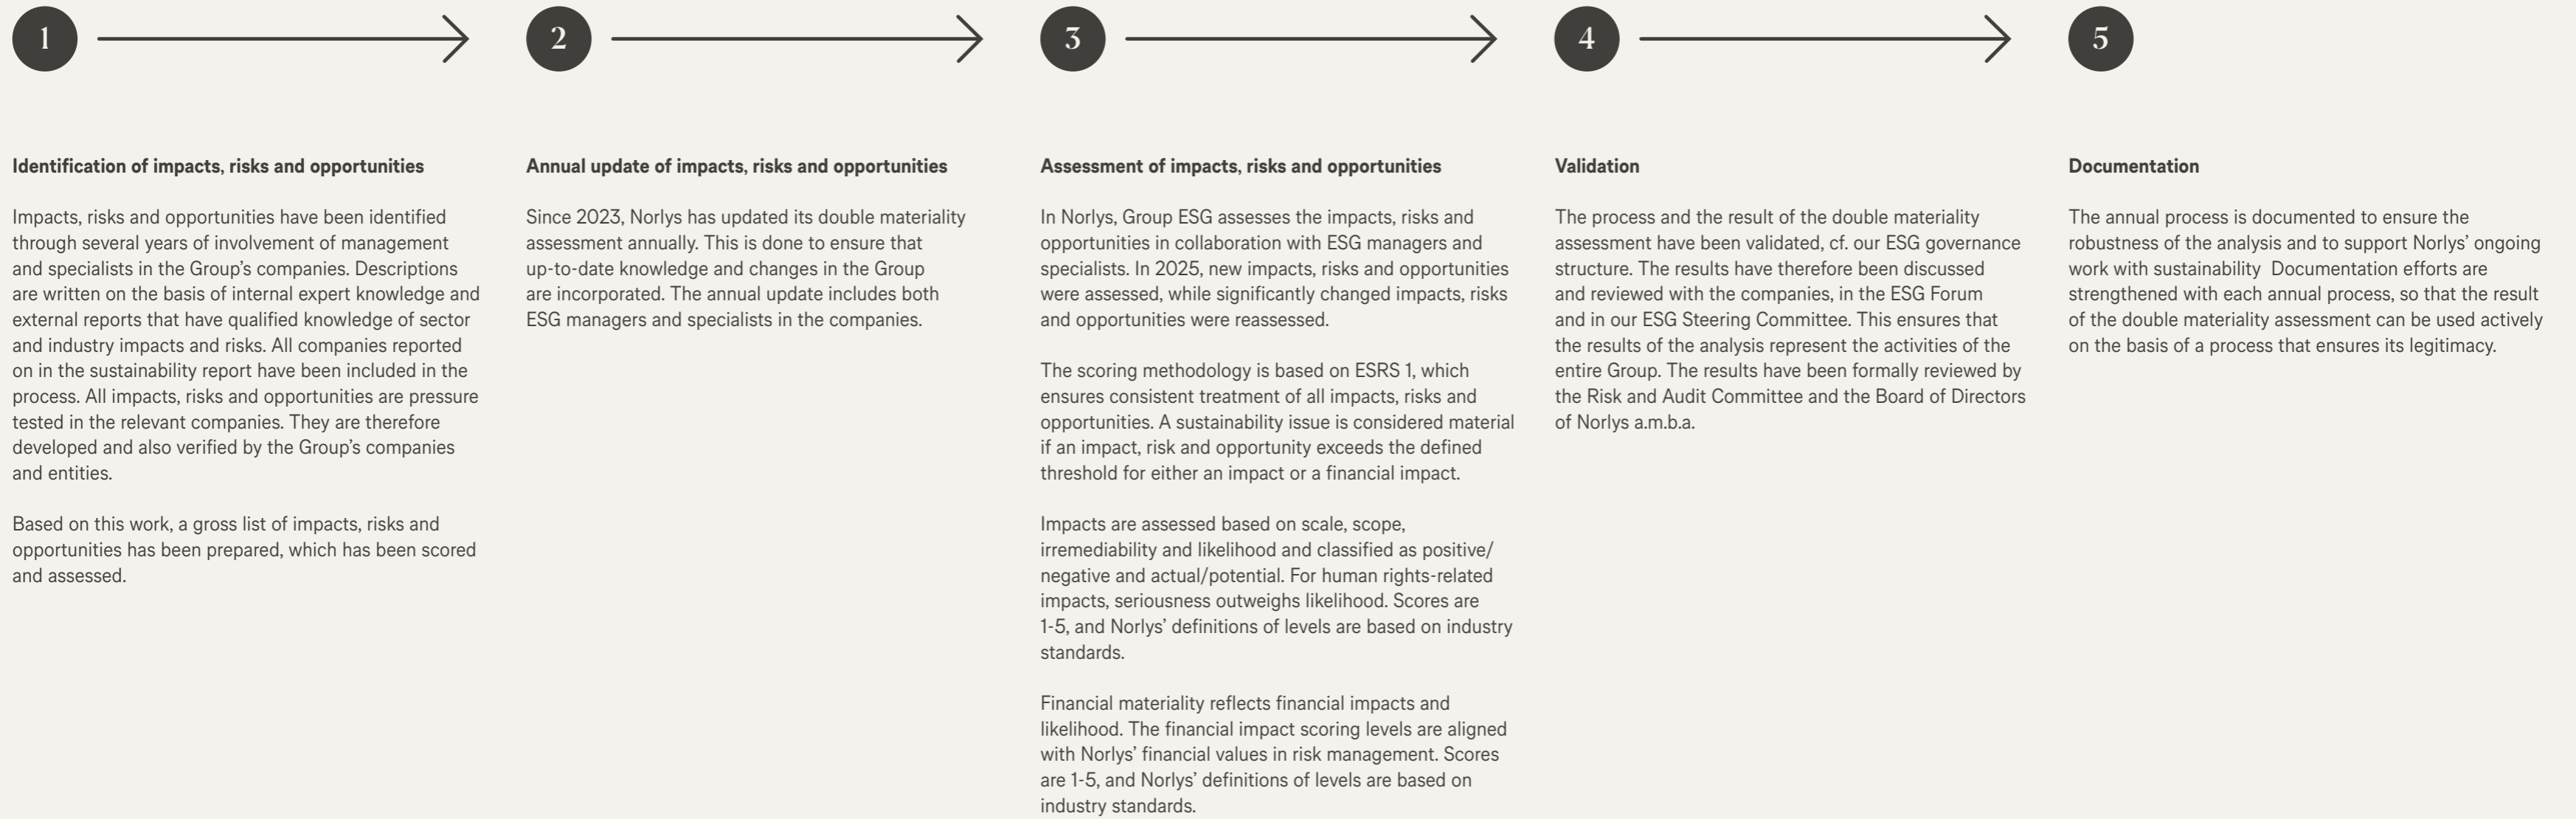 1
2
3
4
5
Identification of impacts, risks and opportunities
Impacts, risks and opportunities have been identified
through several years of involvement of management
and specialists in the Group’s companies. Descriptions
are written on the basis of internal expert knowledge and
external reports that have qualified knowledge of sector
and industry impacts and risks. All companies reported
on in the sustainability report have been included in the
process. All impacts, risks and opportunities are pressure
tested in the relevant companies. They are therefore
developed and also verified by the Group’s companies
and entities.
Based on this work, a gross list of impacts, risks and
opportunities has been prepared, which has been scored
and assessed.
Annual update of impacts, risks and opportunities
Since 2023, Norlys has updated its double materiality
assessment annually. This is done to ensure that
up-to-date knowledge and changes in the Group
are incorporated. The annual update includes both
ESG managers and specialists in the companies.
Assessment of impacts, risks and opportunities
In Norlys, Group ESG assesses the impacts, risks and
opportunities in collaboration with ESG managers and
specialists. In 2025, new impacts, risks and opportunities
were assessed, while significantly changed impacts, risks
and opportunities were reassessed.
The scoring methodology is based on ESRS 1, which
ensures consistent treatment of all impacts, risks and
opportunities. A sustainability issue is considered material
if an impact, risk and opportunity exceeds the defined
threshold for either an impact or a financial impact.
Impacts are assessed based on scale, scope,
irremediability and likelihood and classified as positive/
negative and actual/potential. For human rights-related
impacts, seriousness outweighs likelihood. Scores are
1-5, and Norlys’ definitions of levels are based on industry
standards.
Financial materiality reflects financial impacts and
likelihood. The financial impact scoring levels are aligned
with Norlys’ financial values in risk management. Scores
are 1-5, and Norlys’ definitions of levels are based on
industry standards.
Validation
The process and the result of the double materiality
assessment have been validated, cf. our ESG governance
structure. The results have therefore been discussed
and reviewed with the companies, in the ESG Forum
and in our ESG Steering Committee. This ensures that
the results of the analysis represent the activities of the
entire Group. The results have been formally reviewed by
the Risk and Audit Committee and the Board of Directors
of Norlys a.m.b.a.
Documentation
The annual process is documented to ensure the
robustness of the analysis and to support Norlys’ ongoing
work with sustainability  Documentation efforts are
strengthened with each annual process, so that the result
of the double materiality assessment can be used actively
on the basis of a process that ensures its legitimacy.